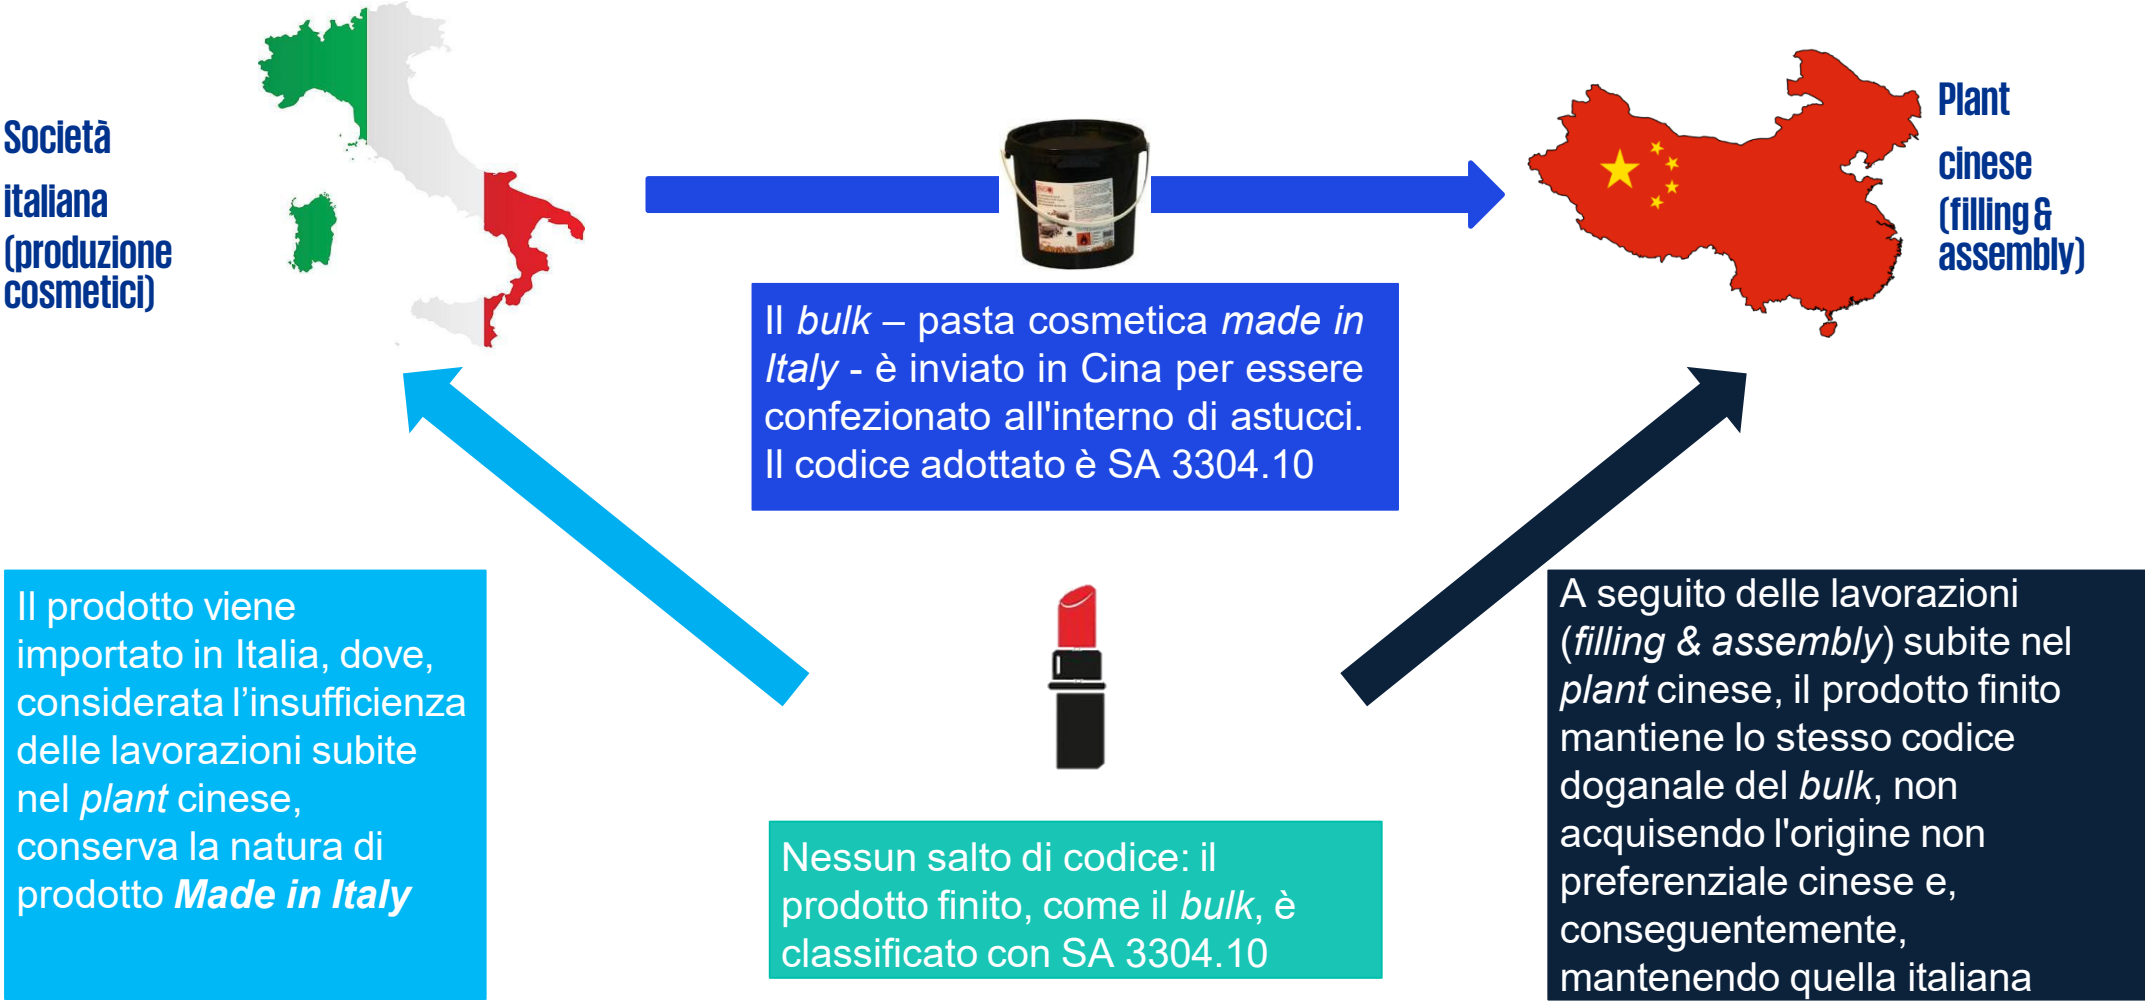 Società
italiana
(produzione
cosmetici)
Plant
cinese
(filling &
assembly)
Il bulk – pasta cosmetica made in
Italy - è inviato in Cina per essere
confezionato all'interno di astucci.
Il codice adottato è SA 3304.10
Il prodotto viene
importato in Italia, dove,
considerata l’insufficienza
delle lavorazioni subite
nel plant cinese,
conserva la natura di
prodotto Made in Italy
Nessun salto di codice: il
prodotto finito, come il bulk, è
classificato con SA 3304.10
A seguito delle lavorazioni
(filling & assembly) subite nel
plant cinese, il prodotto finito
mantiene lo stesso codice
doganale del bulk, non
acquisendo l'origine non
preferenziale cinese e,
conseguentemente,
mantenendo quella italiana